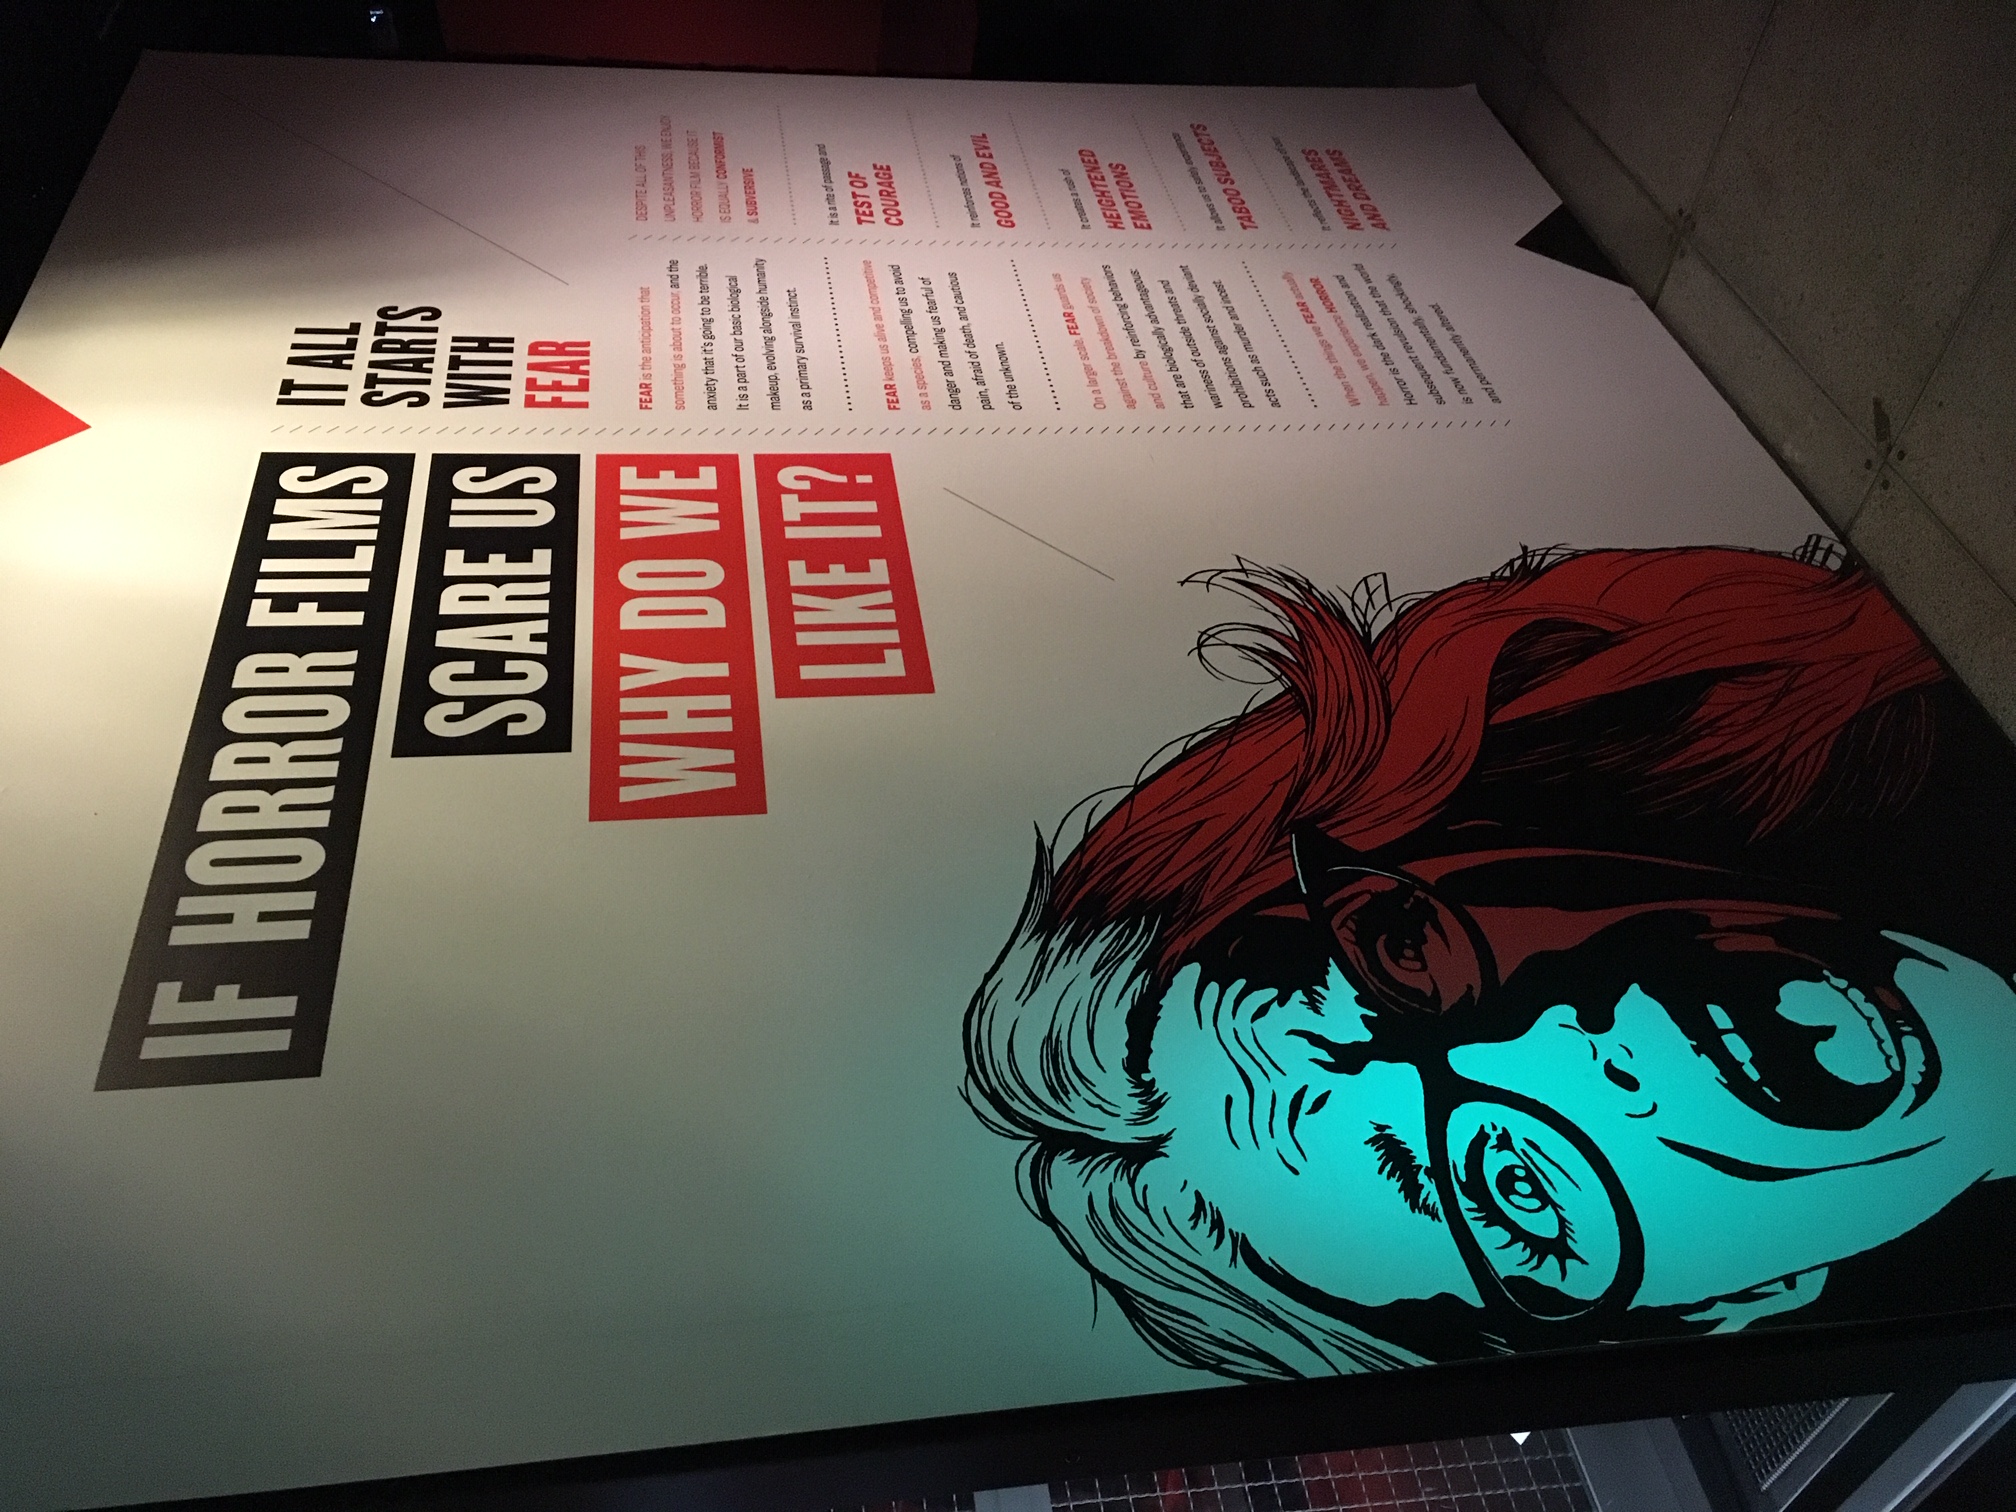 IF HORROR FILMS
SCARE US
WHY DO WE
LIKE IT?
IT ALL
STARTS
WITH
FEAR
FEAR is the anticipation that
something is about to occur, and the
anxiety that it's going to be terrible.
It is a part of our basic biological
makeup, evolving alongside humanity
as a primary survival instinct.
FEAR keeps us alive and competitive
as a species, compelling us to avoid
danger and making us fearful of
pain, afraid of death, and cautious
of the unknown.
On a larger scale, FEAR guards us
against the breakdown of society
and culture by reinforcing behaviors
that are biologically advantageous:
wariness of outside threats and
prohibitions against socially deviant
acts such as murder and incest.
When the things we FEAR actually
happen, we experience HORROR.
Horror is the dark realization and
subsequent revulsion that the world
is now fundamentally, shockingly,
and permanently altered.
DESPITE ALL OF THIS
UNPLEASANTNESS, WE ENJOY
HORROR FILM BECAUSE IT
IS EQUALLY CONFORMIST
& SUBVERSIVE
It is a rite of passage and
TEST OF
COURAGE
It reinforces notions of
GOOD AND EVIL
It creates a rush of
HEIGHTENED
EMOTIONS
It allows us to safely experience
TABOO SUBJECTS
It reflects the landscape of our
NIGHTMARES
AND DREAMS